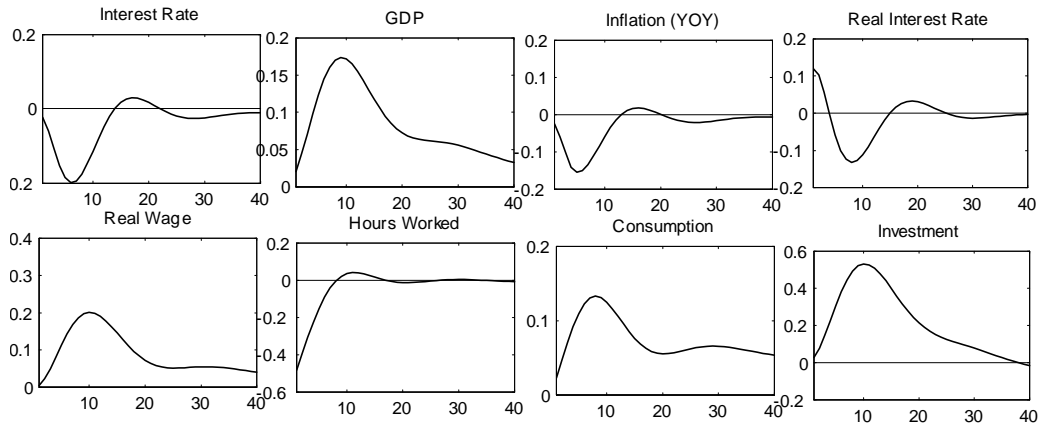 Interest Rate
0.2
0
0.2
10 20 30 40
GDP
0.2
0.15
0.1
0.05
0
10 20 30 40
Inflation (YOY)
0.2
0.1
0
-0.1
-0.2
10 20 30 40
Real Interest Rate
0.2
0.1
0
-0.1
-0.2
10 20 30 40
Real Wage
0.4
0.3
0.2
0.1
0
10 20 30 40
Hours Worked
0.2
0
-0.2
-0.4
-0.6
10 20 30 40
Consumption
0.2
0.1
0
10 20 30 40
Investment
0.6
0.4
0.2
0
-0.2
10 20 30 40